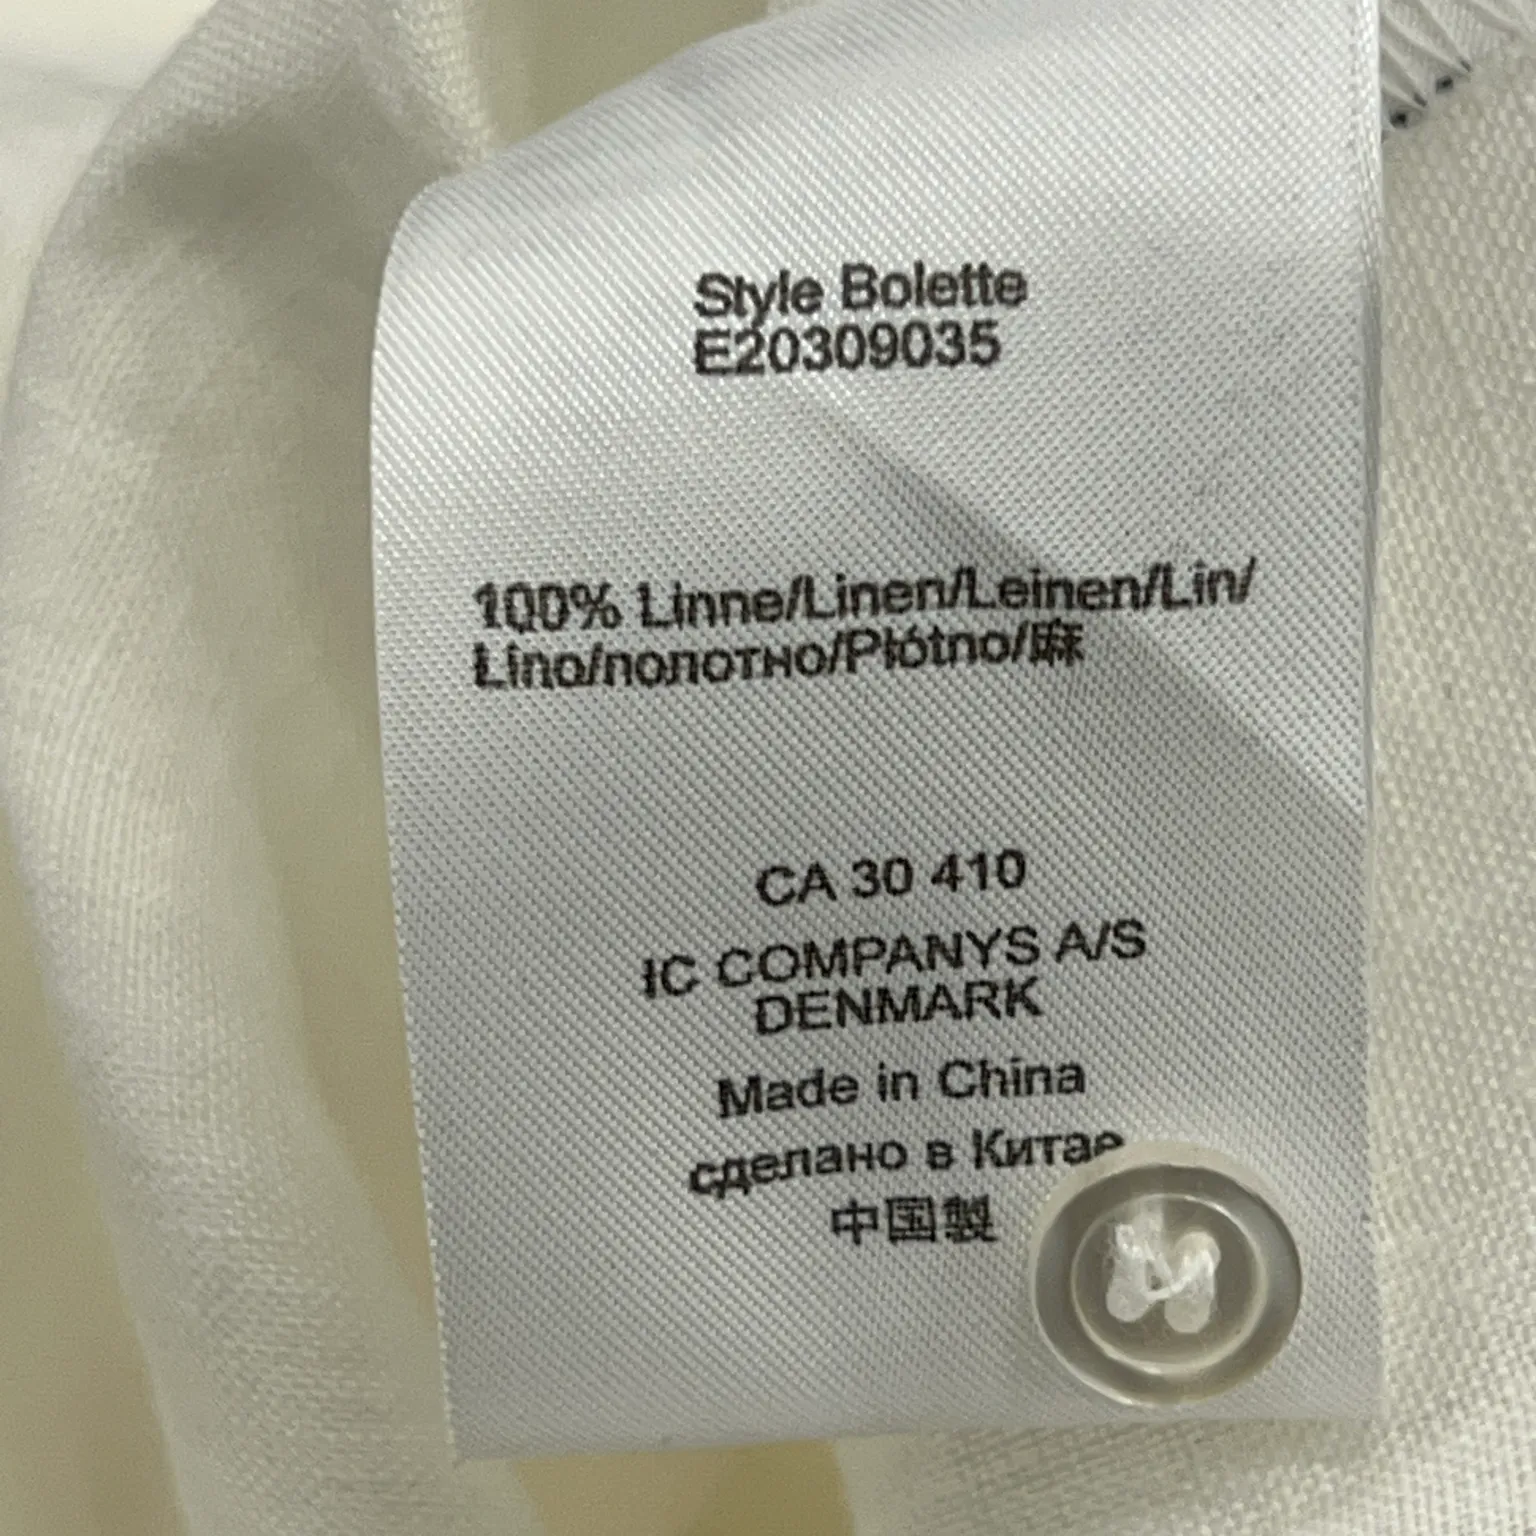 Style Bolette
E20309035
100% Linne/Linen/Leinen/Lin/
Lino/полотно/Płótno/麻
CA 30 410
IC COMPANYS A/S
DENMARK
Made in China
сделано в Китае
中国製